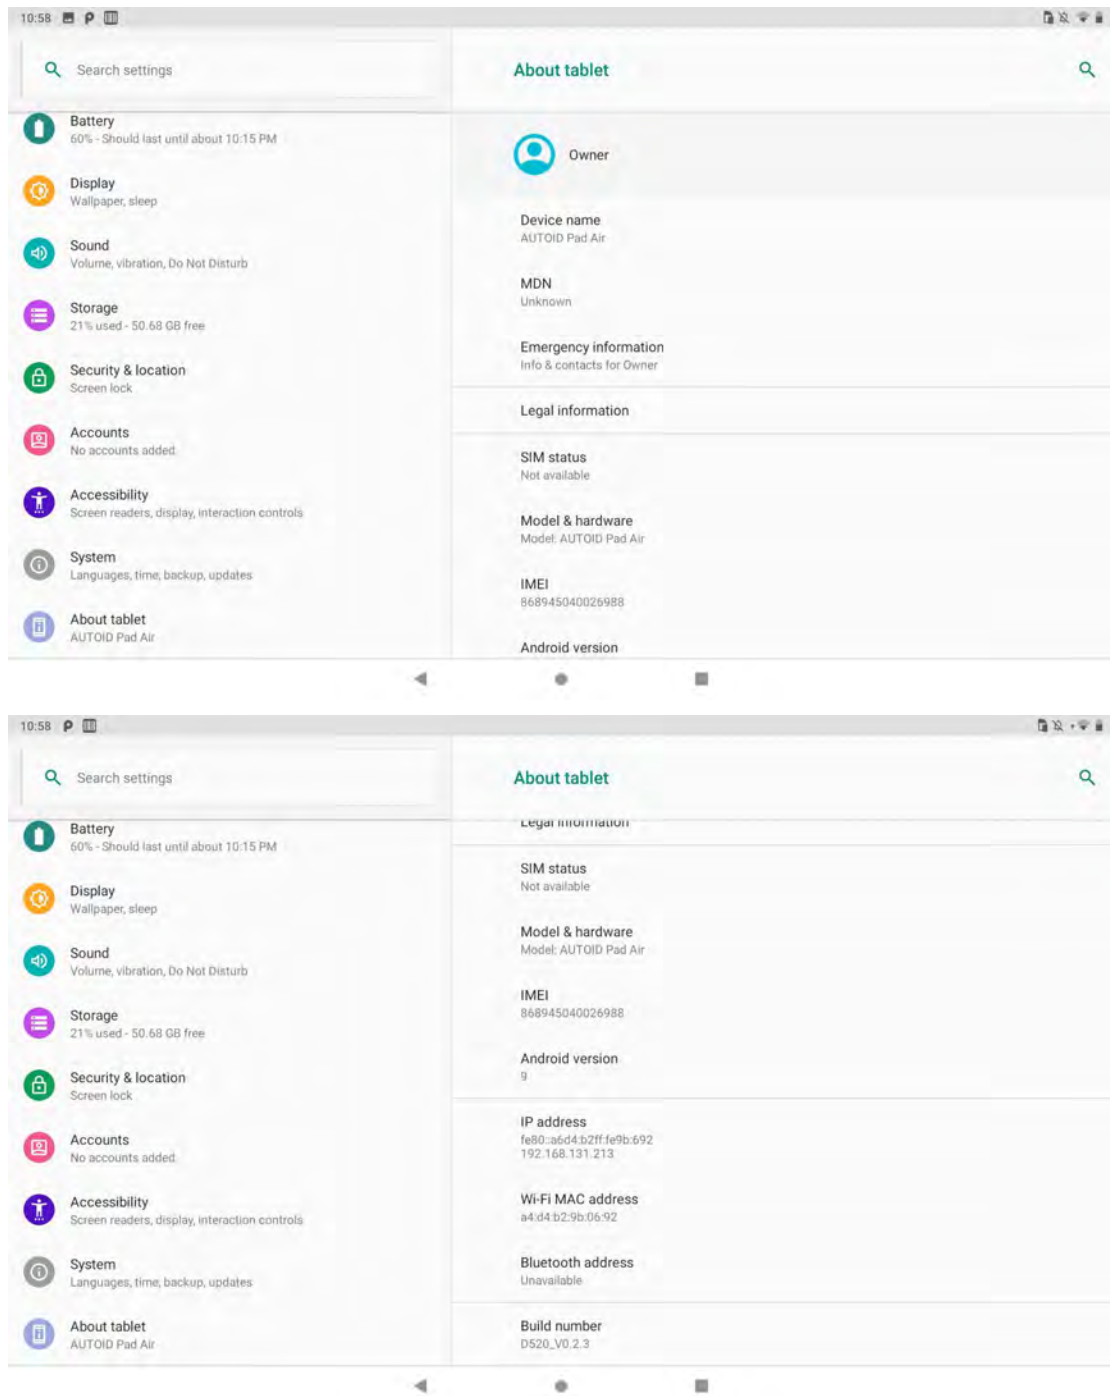 10:58
Search settings
Battery
60% - Should last until about 10:15 PM
Display
Wallpaper, sleep
Sound
Volume, vibration, Do Not Disturb
Storage
21% used - 50.68 GB free
Security & location
Screen lock
Accounts
No accounts added
Accessibility
Screen readers, display, interaction controls
System
Languages, time, backup, updates
About tablet
AUTOID Pad Air
About tablet
Owner
Device name
AUTOID Pad Air
MDN
Unknown
Emergency information
Info & contacts for Owner
Legal information
SIM status
Not available
Model & hardware
Model: AUTOID Pad Air
IMEI
868945040026988
Android version
10:58
Search settings
Battery
60% - Should last until about 10:15 PM
Display
Wallpaper, sleep
Sound
Volume, vibration, Do Not Disturb
Storage
21% used - 50.68 GB free
Security & location
Screen lock
Accounts
No accounts added
Accessibility
Screen readers, display, interaction controls
System
Languages, time, backup, updates
About tablet
AUTOID Pad Air
About tablet
Legal information
SIM status
Not available
Model & hardware
Model: AUTOID Pad Air
IMEI
868945040026988
Android version
9
IP address
fe80::a6d4:b2ff:fe9b:692
192.168.131.213
Wi-Fi MAC address
a4:d4:b2:9b:06:92
Bluetooth address
Unavailable
Build number
D520_V0.2.3